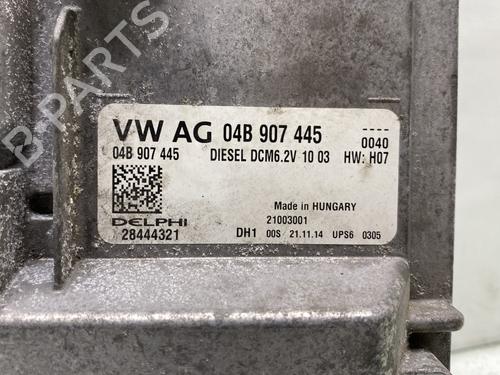 B-PARTS
VW AG 04B 907 445 ----
0040
04B 907 445 DIESEL DCM6.2V 10 03 HW: H07
Made in HUNGARY
DELPHI 21003001
28444321 DH1 00S / 21.11.14 UPS6 0305